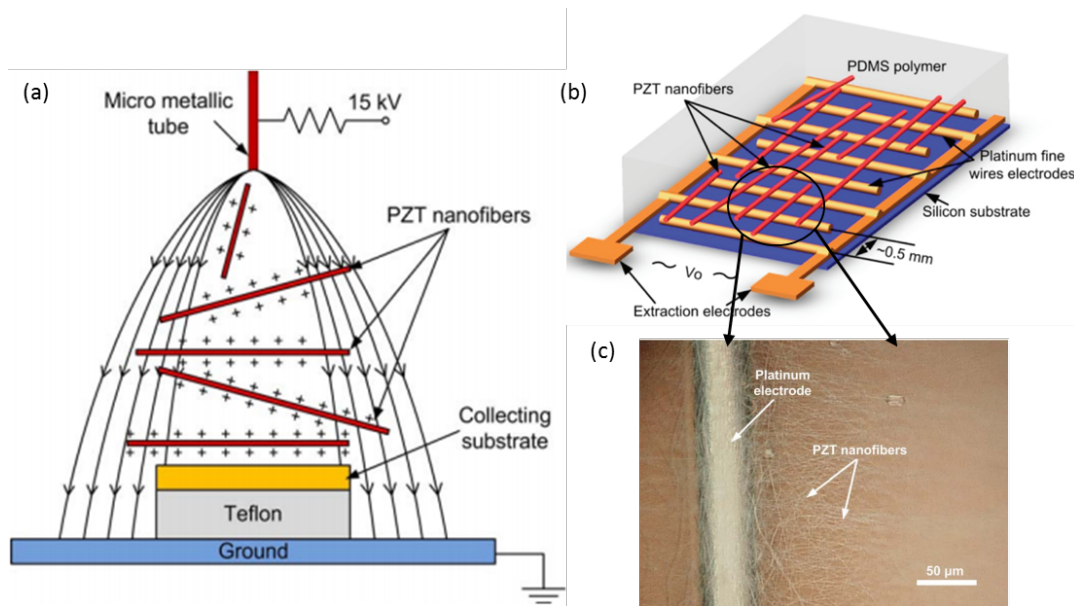 (a)
Micro metallic
tube
15 kV
PZT nanofibers
Collecting
substrate
Teflon
Ground
(b)
PDMS polymer
PZT nanofibers
Platinum fine
wires electrodes
Silicon substrate
~0.5 mm
~ Vo ~
Extraction electrodes
(c)
Platinum
electrode
PZT nanofibers
50 µm